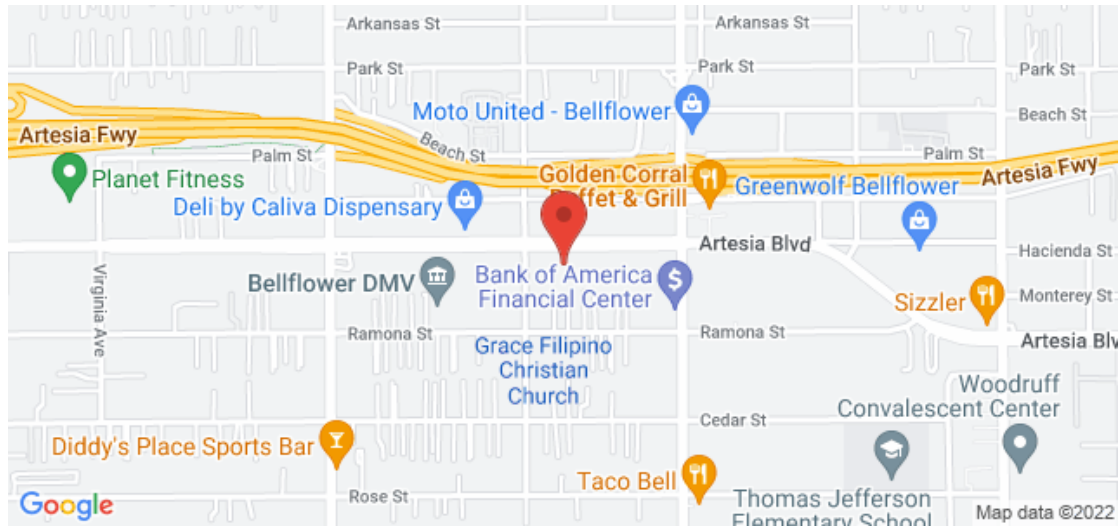 Arkansas St
Arkansas St
Park St
Park St
Park St
Moto United - Bellflower
Beach St
Artesia Fwy
Beach St
Palm St
Palm St
Planet Fitness
Golden Corral
Buffet & Grill
Artesia Fwy
Greenwolf Bellflower
Deli by Caliva Dispensary
Artesia Blvd
Hacienda St
Bellflower DMV
Bank of America
Financial Center
Virginia Ave
Monterey St
Sizzler
Ramona St
Ramona St
Artesia Blv
Grace Filipino
Christian
Church
Woodruff
Convalescent Center
Cedar St
Diddy's Place Sports Bar
Taco Bell
Rose St
Thomas Jefferson
Elementary School
Google
Map data ©2022